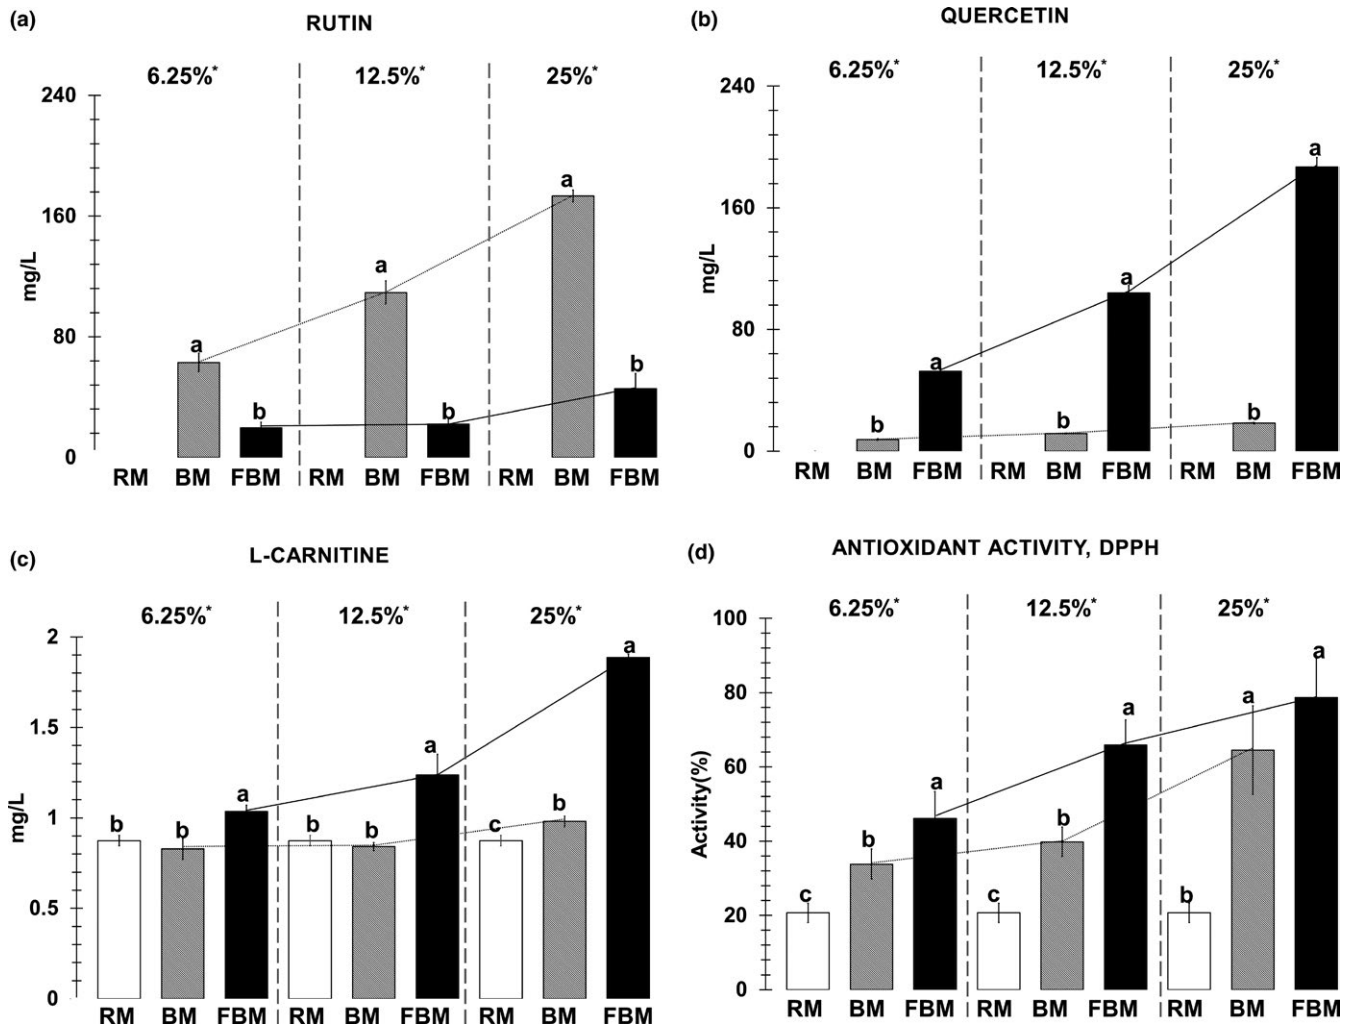 (a)
RUTIN
6.25%* 12.5%* 25%*
240
160
80
0
mg/L
a b a b a b
RM BM FBM RM BM FBM RM BM FBM
(b)
QUERCETIN
6.25%* 12.5%* 25%*
240
160
80
0
mg/L
b a b a b a
RM BM FBM RM BM FBM RM BM FBM
(c)
L-CARNITINE
6.25%* 12.5%* 25%*
2
1.5
1
0.5
0
mg/L
b b a b b a c b a
RM BM FBM RM BM FBM RM BM FBM
(d)
ANTIOXIDANT ACTIVITY, DPPH
6.25%* 12.5%* 25%*
100
80
60
40
20
0
Activity(%)
c b a c b a b a a
RM BM FBM RM BM FBM RM BM FBM